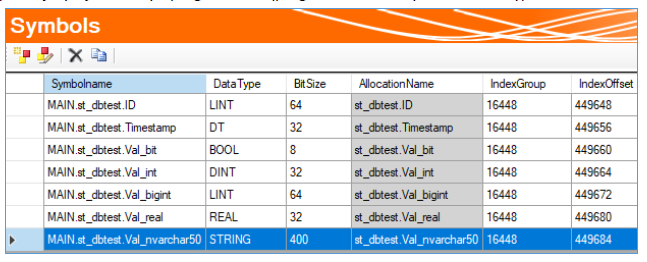 Symbols
Symbolname DataType BitSize AllocationName IndexGroup IndexOffset
MAIN.st_dbtest.ID LINT 64 st_dbtest.ID 16448 449648
MAIN.st_dbtest.Timestamp DT 32 st_dbtest.Timestamp 16448 449656
MAIN.st_dbtest.Val_bit BOOL 8 st_dbtest.Val_bit 16448 449660
MAIN.st_dbtest.Val_int DINT 32 st_dbtest.Val_int 16448 449664
MAIN.st_dbtest.Val_bigint LINT 64 st_dbtest.Val_bigint 16448 449672
MAIN.st_dbtest.Val_real REAL 32 st_dbtest.Val_real 16448 449680
MAIN.st_dbtest.Val_nvarchar50 STRING 400 st_dbtest.Val_nvarchar50 16448 449684